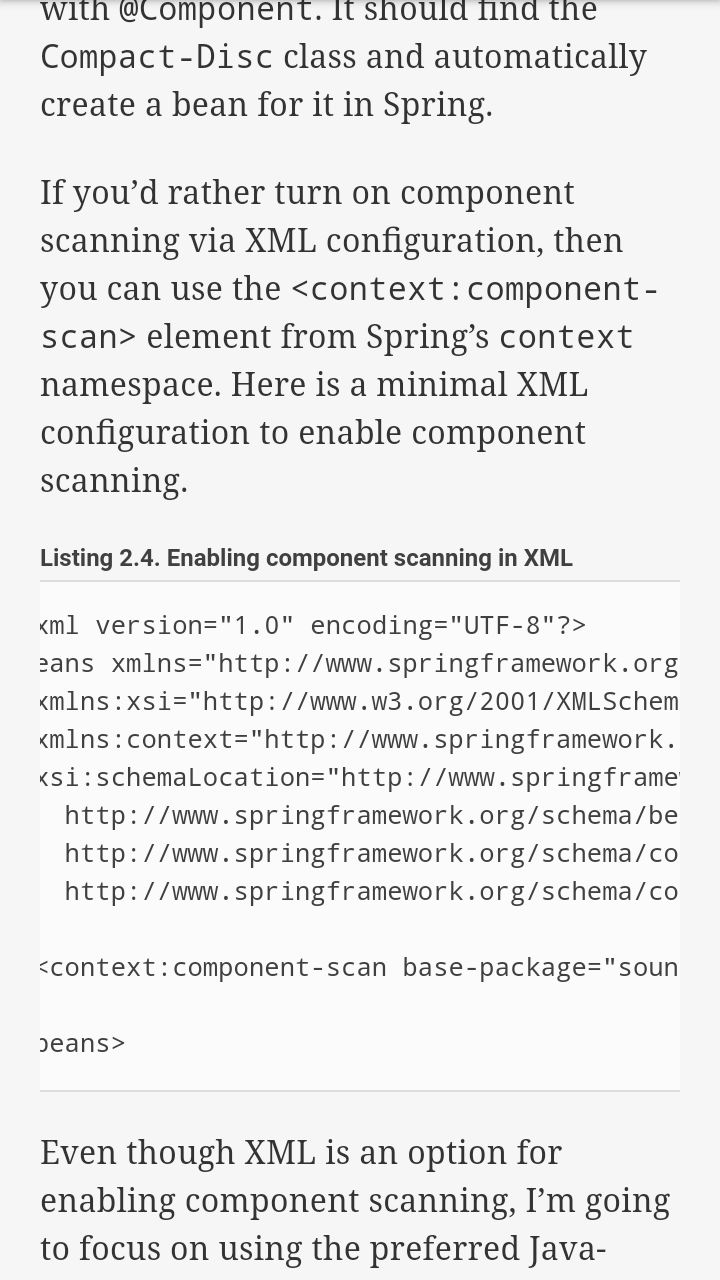 with @Component. It should find the
Compact-Disc class and automatically
create a bean for it in Spring.
If you’d rather turn on component
scanning via XML configuration, then
you can use the <context:component-
scan> element from Spring’s context
namespace. Here is a minimal XML
configuration to enable component
scanning.
Listing 2.4. Enabling component scanning in XML
xml version="1.0" encoding="UTF-8"?>
eans xmlns="http://www.springframework.org
xmlns:xsi="http://www.w3.org/2001/XMLSchem
xmlns:context="http://www.springframework.
xsi:schemaLocation="http://www.springframe
http://www.springframework.org/schema/be
http://www.springframework.org/schema/co
http://www.springframework.org/schema/co
<context:component-scan base-package="soun
beans>
Even though XML is an option for
enabling component scanning, I’m going
to focus on using the preferred Java-